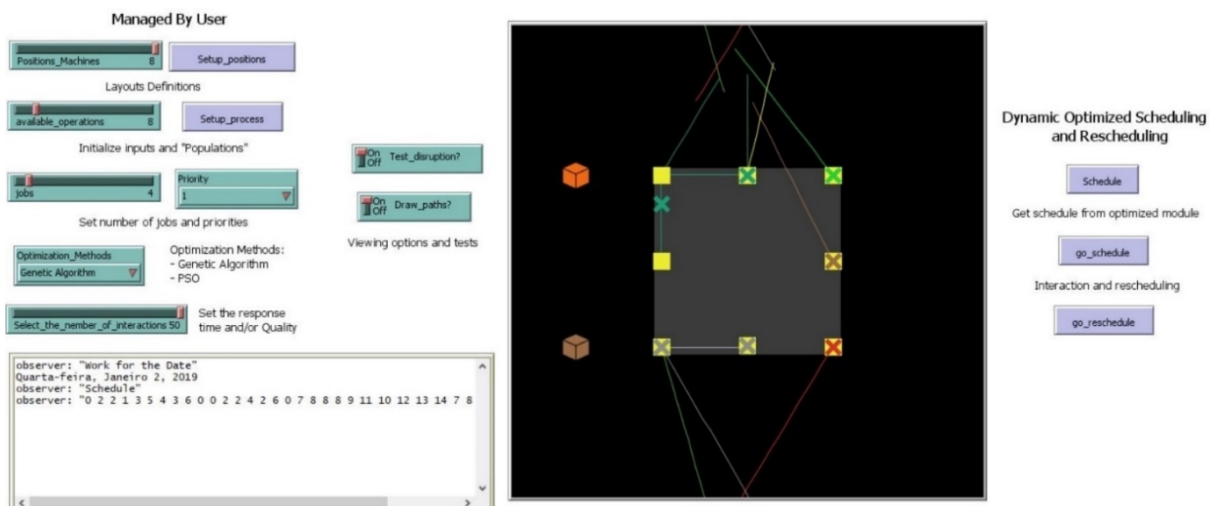 Managed By User
Positions_Machines 8
Setup_positions
Layouts Definitions
available_operations 8
Setup_process
Initialize inputs and "Populations"
jobs 4
Priority
1
Set number of jobs and priorities
Optimization_Methods
Genetic Algorithm
Optimization Methods:
- Genetic Algorithm
- PSO
Select_the_nember_of_interactions 50
Set the response
time and/or Quality
On
Off
Test_disruption?
On
Off
Draw_paths?
Viewing options and tests
observer: "Work for the Date"
Quarta-feira, Janeiro 2, 2019
observer: "Schedule"
observer: "0 2 2 1 3 5 4 3 6 0 0 2 2 4 2 6 0 7 8 8 8 9 11 10 12 13 14 7 8
Dynamic Optimized Scheduling
and Rescheduling
Schedule
Get schedule from optimized module
go_schedule
Interaction and rescheduling
go_reschedule